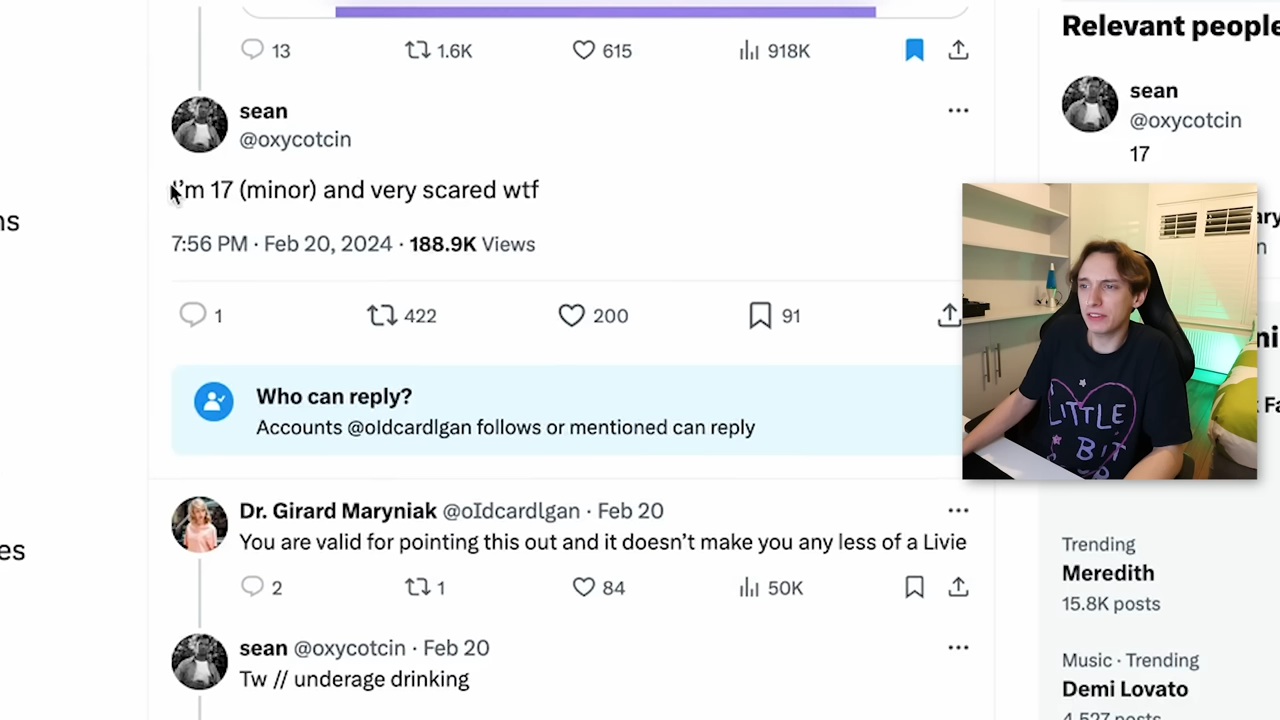 Relevant people
13 1.6K 615 918K
sean
@oxycotcin
I'm 17 (minor) and very scared wtf
7:56 PM · Feb 20, 2024 · 188.9K Views
1 422 200 91
Who can reply?
Accounts @oldcardlgan follows or mentioned can reply
Dr. Girard Maryniak @oIdcardlgan · Feb 20
You are valid for pointing this out and it doesn't make you any less of a Livie
2 1 84 50K
sean @oxycotcin · Feb 20
Tw // underage drinking
sean
@oxycotcin
17
LITTLE
BIT
Trending
Meredith
15.8K posts
Music · Trending
Demi Lovato
4,527 posts